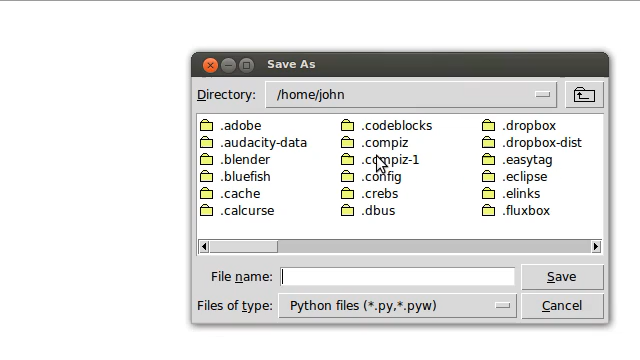 Save As
Directory: /home/john
.adobe .codeblocks .dropbox
.audacity-data .compiz .dropbox-dist
.blender .compiz-1 .easytag
.bluefish .config .eclipse
.cache .crebs .elinks
.calcurse .dbus .fluxbox
File name: Save
Files of type: Python files (*.py,*.pyw) Cancel